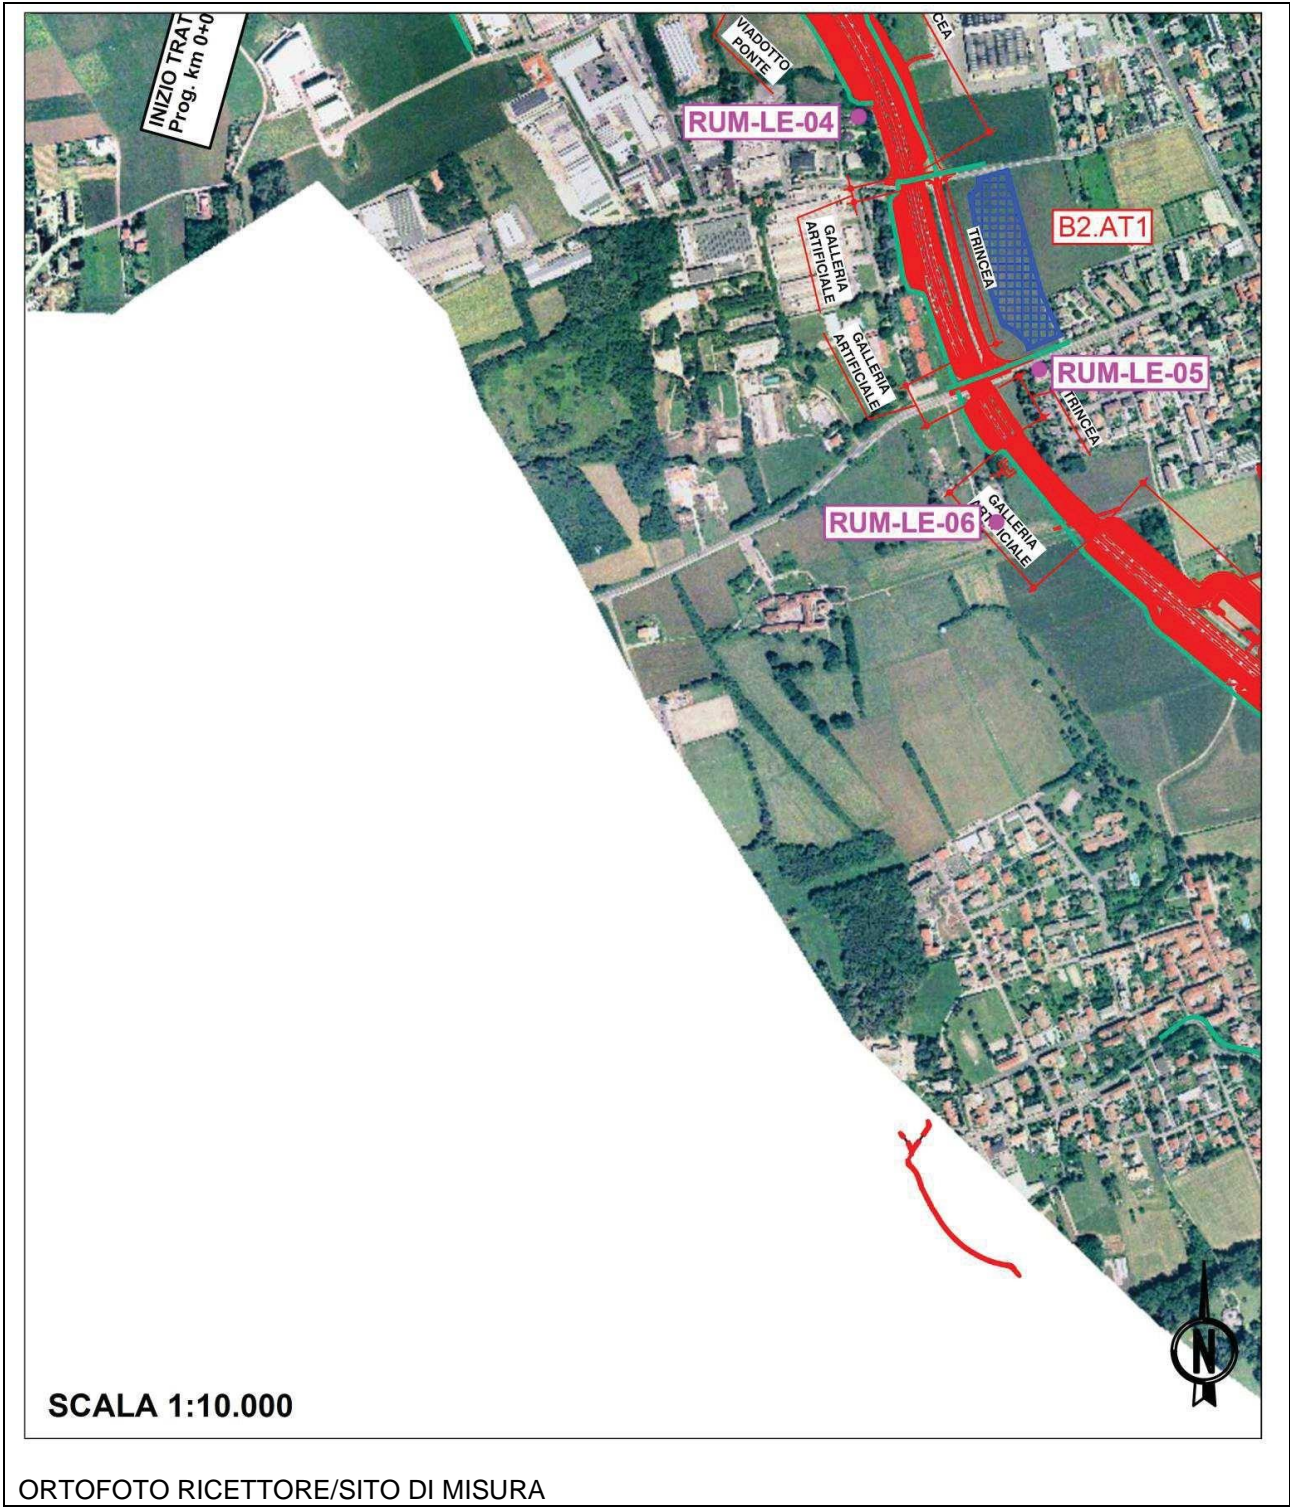 INIZIO TRAT
Prog. km 0+0
VIADOTTO
PONTE
CEA
RUM-LE-04
B2.AT1
TRINCEA
GALLERIA
ARTIFICIALE
GALLERIA
ARTIFICIALE
RUM-LE-05
TRINCEA
RUM-LE-06
GALLERIA
N
SCALA 1:10.000
ORTOFOTO RICETTORE/SITO DI MISURA